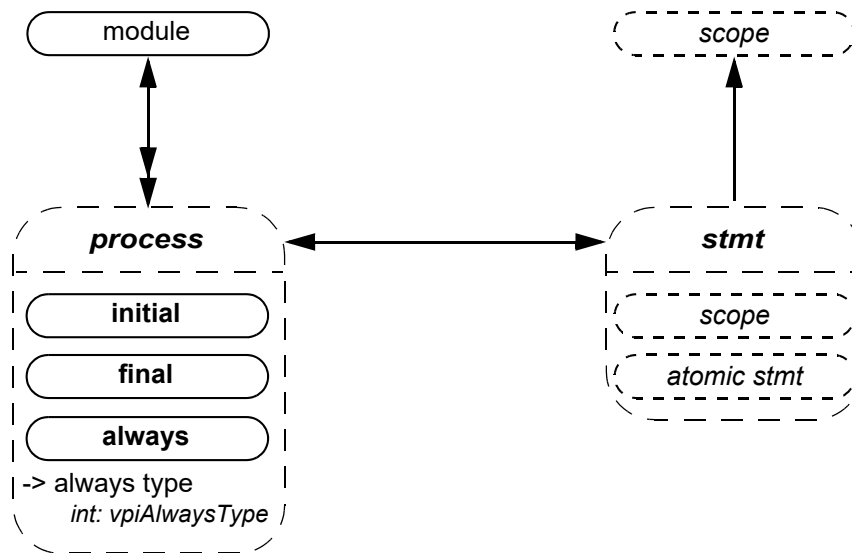 module
scope
process
stmt
initial
scope
final
atomic stmt
always
-> always type
int: vpiAlwaysType